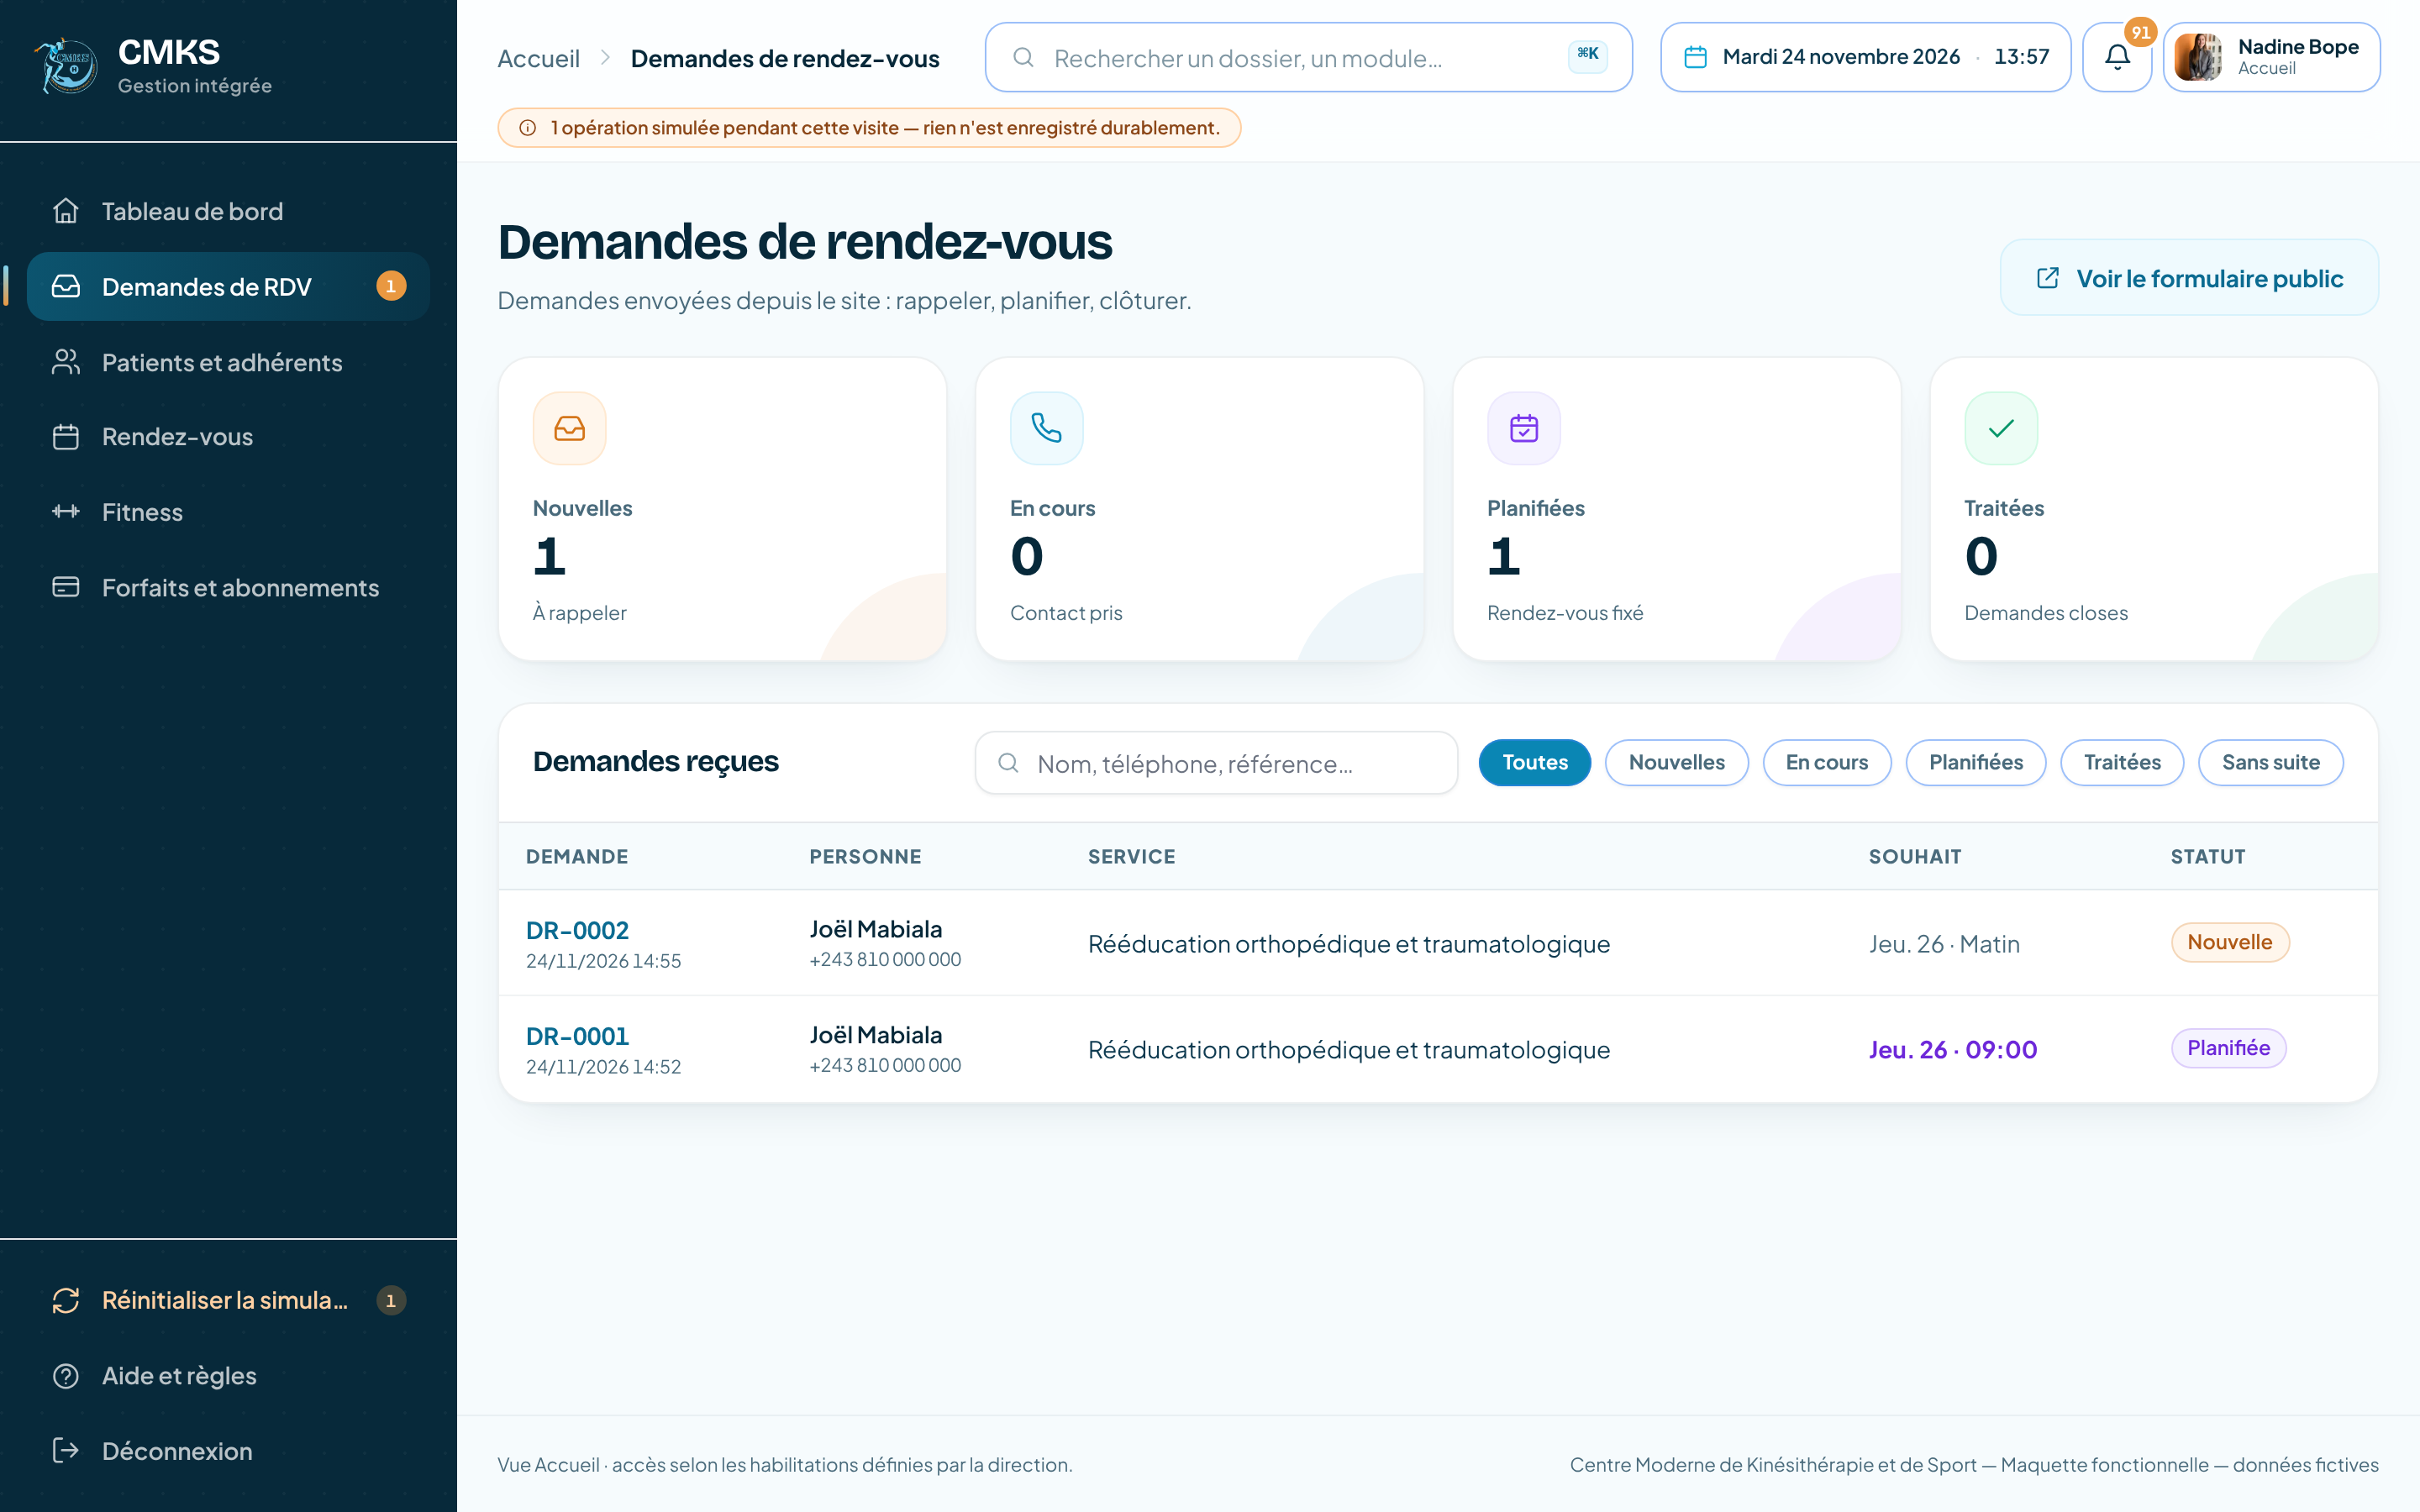 CMKS
Gestion intégrée
Tableau de bord
Demandes de RDV 1
Patients et adhérents
Rendez-vous
Fitness
Forfaits et abonnements
Réinitialiser la simula... 1
Aide et règles
Déconnexion
Accueil > Demandes de rendez-vous
Rechercher un dossier, un module...
⌘K
Mardi 24 novembre 2026 · 13:57
91
Nadine Bope
Accueil
1 opération simulée pendant cette visite — rien n'est enregistré durablement.
Demandes de rendez-vous
Demandes envoyées depuis le site : rappeler, planifier, clôturer.
Voir le formulaire public
Nouvelles
1
À rappeler
En cours
0
Contact pris
Planifiées
1
Rendez-vous fixé
Traitées
0
Demandes closes
Demandes reçues
Nom, téléphone, référence...
Toutes Nouvelles En cours Planifiées Traitées Sans suite
DEMANDE PERSONNE SERVICE SOUHAIT STATUT
DR-0002
24/11/2026 14:55
Joël Mabiala
+243 810 000 000
Rééducation orthopédique et traumatologique
Jeu. 26 · Matin
Nouvelle
DR-0001
24/11/2026 14:52
Joël Mabiala
+243 810 000 000
Rééducation orthopédique et traumatologique
Jeu. 26 · 09:00
Planifiée
Vue Accueil · accès selon les habilitations définies par la direction.
Centre Moderne de Kinésithérapie et de Sport — Maquette fonctionnelle — données fictives